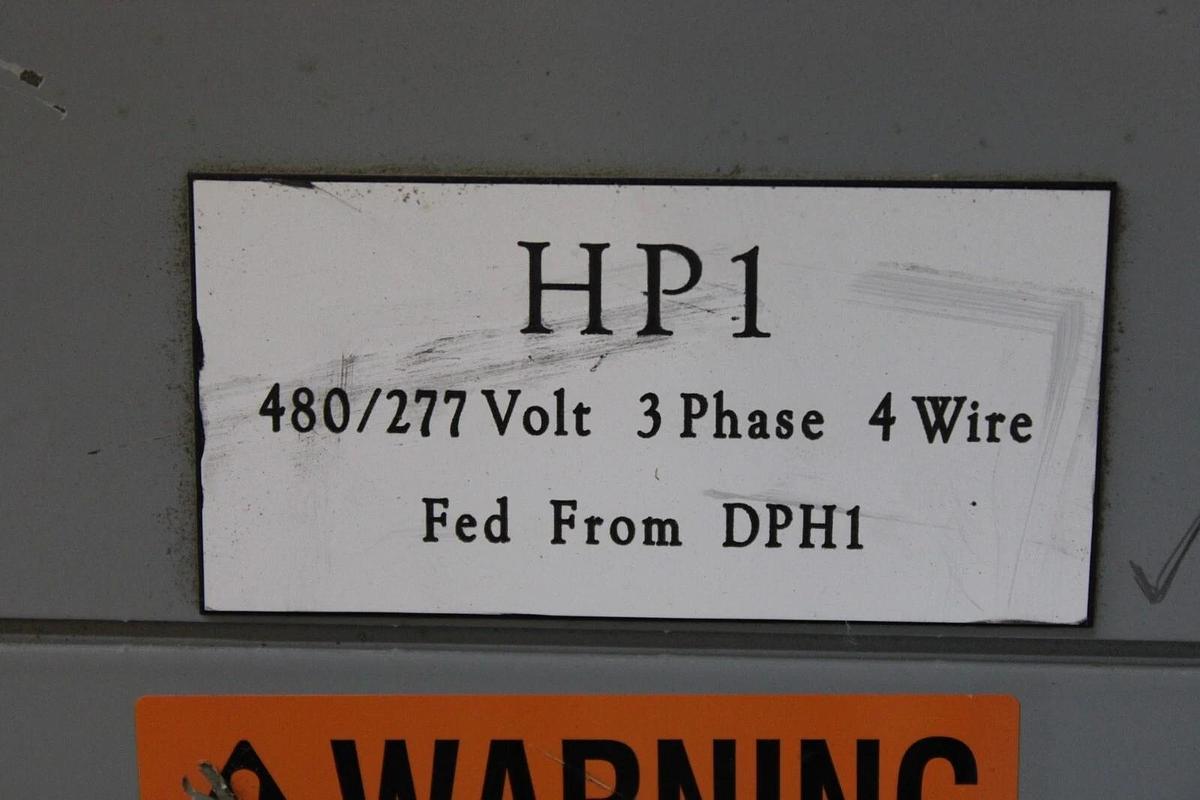 HP1
480/277 Volt 3 Phase 4 Wire
Fed From DPH1
WARNING